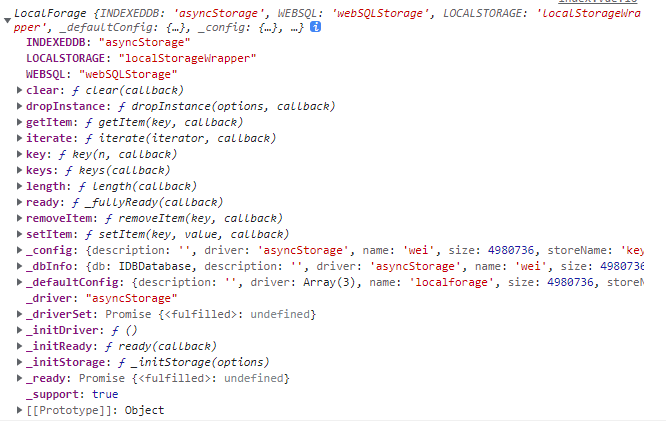 LocalForage {INDEXEDDB: 'asyncStorage', WEBSQL: 'webSQLStorage', LOCALSTORAGE: 'localStorageWra
pper', _defaultConfig: {…}, _config: {…}, …} i
INDEXEDDB: "asyncStorage"
LOCALSTORAGE: "localStorageWrapper"
WEBSQL: "webSQLStorage"
clear: ƒ clear(callback)
dropInstance: ƒ dropInstance(options, callback)
getItem: ƒ getItem(key, callback)
iterate: ƒ iterate(iterator, callback)
key: ƒ key(n, callback)
keys: ƒ keys(callback)
length: ƒ length(callback)
ready: ƒ _fullyReady(callback)
removeItem: ƒ removeItem(key, callback)
setItem: ƒ setItem(key, value, callback)
_config: {description: '', driver: 'asyncStorage', name: 'wei', size: 4980736, storeName: 'key
_dbInfo: {db: IDBDatabase, description: '', driver: 'asyncStorage', name: 'wei', size: 4980736
_defaultConfig: {description: '', driver: Array(3), name: 'localforage', size: 4980736, storeN
_driver: "asyncStorage"
_driverSet: Promise {<fulfilled>: undefined}
_initDriver: ƒ ()
_initReady: ƒ ready(callback)
_initStorage: ƒ _initStorage(options)
_ready: Promise {<fulfilled>: undefined}
_support: true
[[Prototype]]: Object